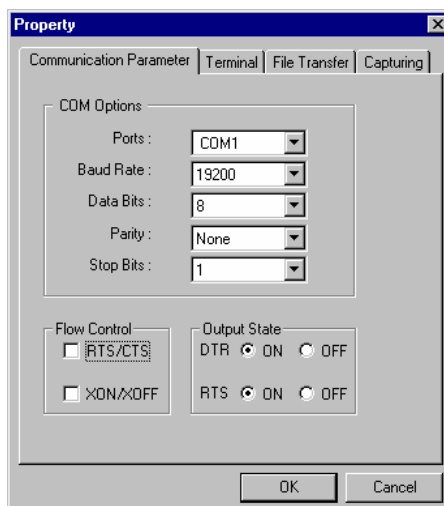 Property
Communication Parameter Terminal File Transfer Capturing
COM Options
Ports : COM1
Baud Rate : 19200
Data Bits : 8
Parity : None
Stop Bits : 1
Flow Control
RTS/CTS
XON/XOFF
Output State
DTR ON OFF
RTS ON OFF
OK Cancel